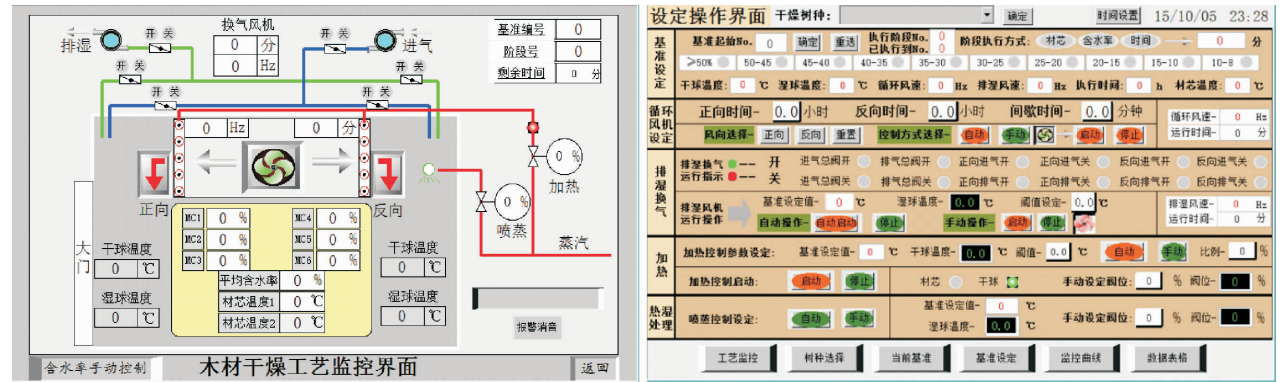 换气风机
开 关
开 关
排湿
0 分
进气
0 Hz
开 关
开 关
开 关
开 关
基准编号 0
阶段号 0
剩余时间 0 分
0 Hz
0 分
正向
反向
0 %
加热
0 %
喷蒸
蒸汽
大门
MC1 0 %
MC4 0 %
MC2 0 %
MC5 0 %
MC3 0 %
MC6 0 %
平均含水率 0 %
材芯温度1 0 ℃
材芯温度2 0 ℃
干球温度
0 ℃
湿球温度
0 ℃
干球温度
0 ℃
湿球温度
0 ℃
报警消音
含水率手动控制
木材干燥工艺监控界面
返回
设定操作界面 干燥树种: 确定 时间设置 15/10/05 23:28
基准设定
基准起始No. 0 确定 重选 执行阶段No. 0 阶段执行方式: 材芯 含水率 时间 0 分
已执行到No. 0
≥50% 50-45 45-40 40-35 35-30 30-25 25-20 20-15 15-10 10-8
干球温度: 0 ℃ 湿球温度: 0 ℃ 循环风速: 0 Hz 排湿风速: 0 Hz 执行时间: 0 h 材芯温度: 0 ℃
循环风机设定
正向时间- 0.0 小时 反向时间- 0.0 小时 间歇时间- 0.0 分钟
循环风速- 0 Hz
风向选择- 正向 反向 重置 控制方式选择- 自动 手动 启动 停止
运行时间- 0 分
排湿换气
排湿换气运行指示
开 进气总阀开 排气总阀开 正向进气开 正向进气关 反向进气开 反向进气关
关 进气总阀关 排气总阀关 正向排气开 正向排气关 反向排气开 反向排气关
排湿风机运行操作
基准设定值- 0 ℃ 湿球温度- 0.0 ℃ 阈值设定- 0.0 ℃
排湿风速- 0 Hz
自动操作- 自动启动 停止 手动操作- 启动 停止
运行时间- 0 分
加热
加热控制参数设定: 基准设定值- 0 ℃ 干球温度- 0.0 ℃ 阈值- 0.0 ℃ 自动 手动 比例- 0 %
加热控制启动: 启动 停止 材芯 干球 手动设定阀位: 0 % 阀位- 0 %
热湿处理
喷蒸控制设定: 自动 手动
基准设定值- 0 ℃
湿球温度- 0.0 ℃
手动设定阀位: 0 % 阀位- 0 %
工艺监控 树种选择 当前基准 基准设定 监控曲线 数据表格